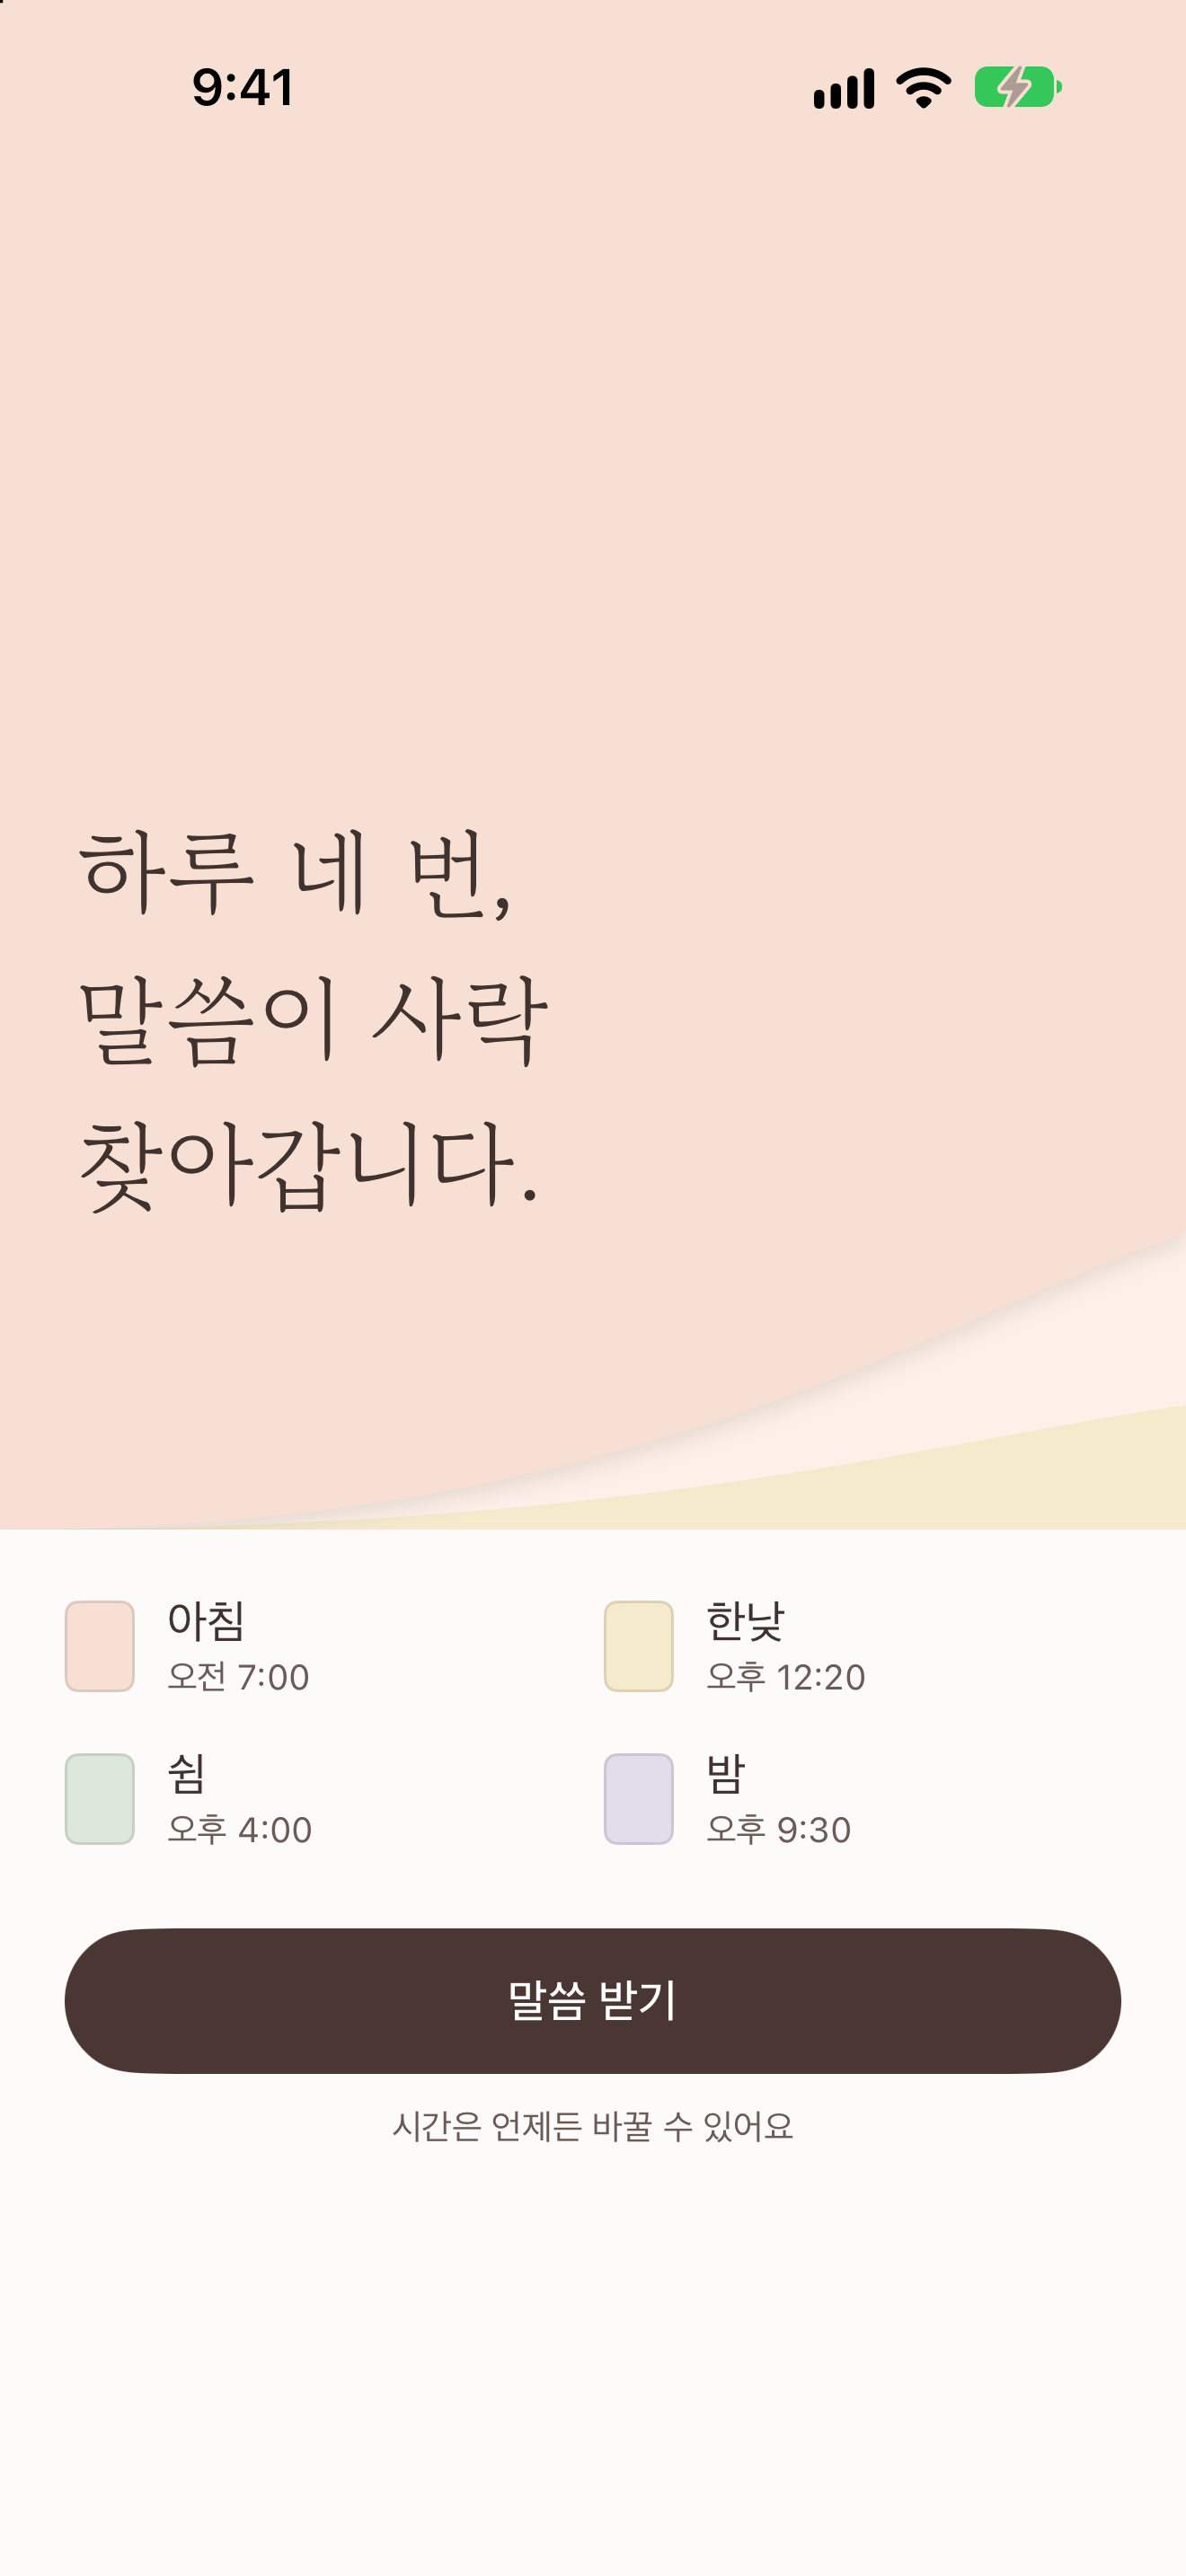 9:41
하루 네 번,
말씀이 사락
찾아갑니다.
아침
오전 7:00
한낮
오후 12:20
쉼
오후 4:00
밤
오후 9:30
말씀 받기
시간은 언제든 바꿀 수 있어요